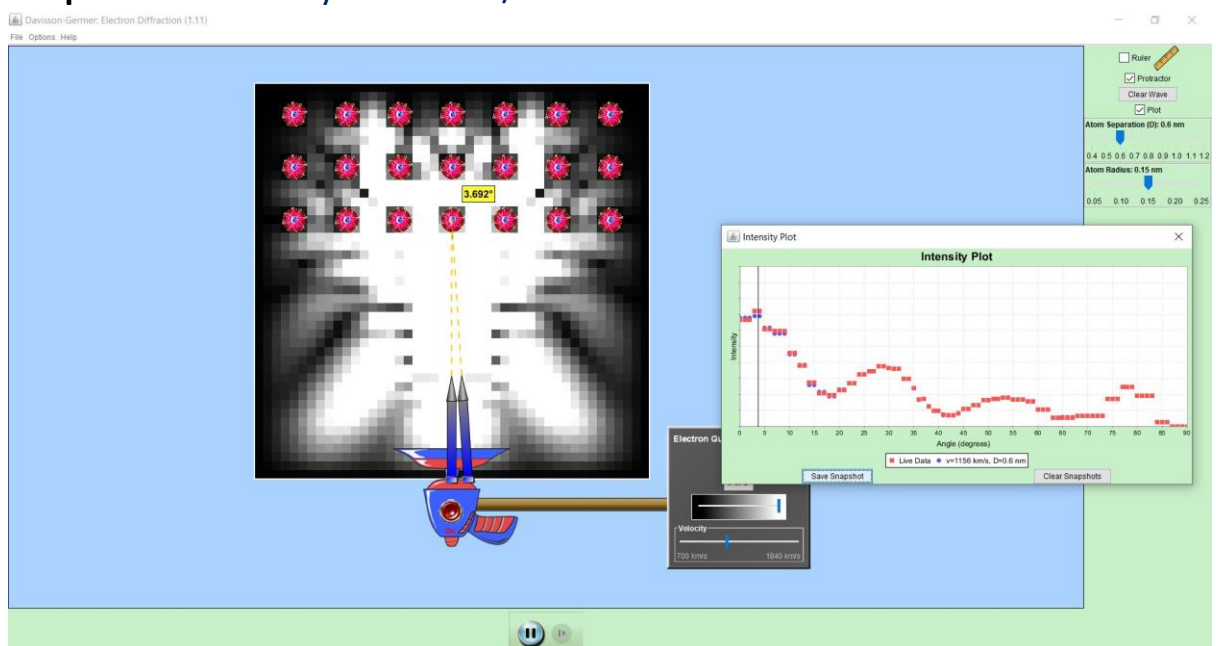 Davisson-Germer: Electron Diffraction (1.11)
File Options Help
Ruler
Protractor
Clear Wave
Plot
Atom Separation (D): 0.6 nm
0.4 0.5 0.6 0.7 0.8 0.9 1.0 1.1 1.2
Atom Radius: 0.15 nm
0.05 0.10 0.15 0.20 0.25
3.692°
Intensity Plot
Intensity Plot
Intensity
0 5 10 15 20 25 30 35 40 45 50 55 60 65 70 75 80 85 90
Angle (degrees)
Live Data v=1156 km/s, D=0.6 nm
Save Snapshot Clear Snapshots
Electron
Velocity
700 km/s 1840 km/s